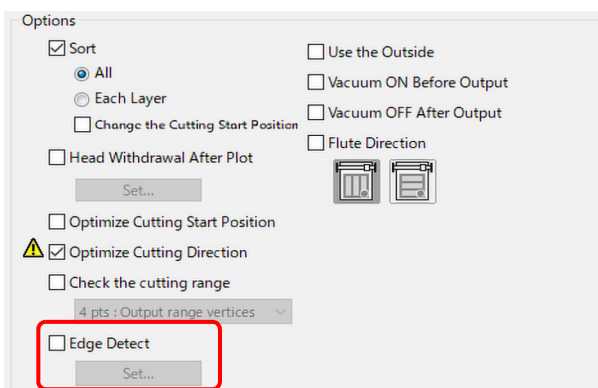 Options
Sort
All
Each Layer
Change the Cutting Start Position
Head Withdrawal After Plot
Set...
Optimize Cutting Start Position
Optimize Cutting Direction
Check the cutting range
4 pts : Output range vertices
Edge Detect
Set...
Use the Outside
Vacuum ON Before Output
Vacuum OFF After Output
Flute Direction